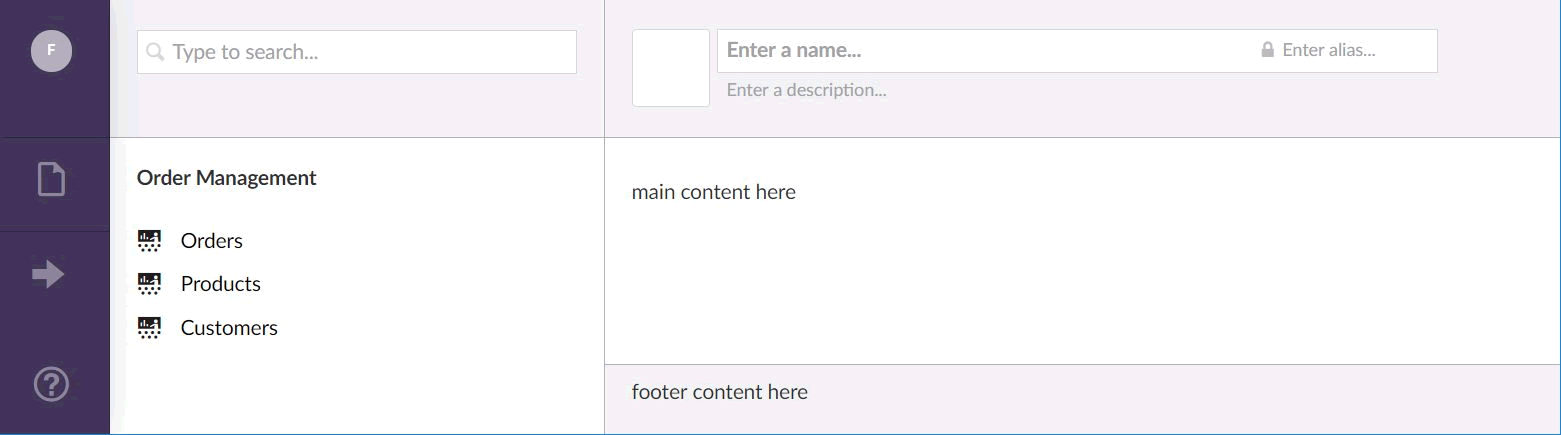 F
Type to search...
Enter a name...
Enter alias...
Enter a description...
Order Management
Orders
Products
Customers
main content here
?
footer content here